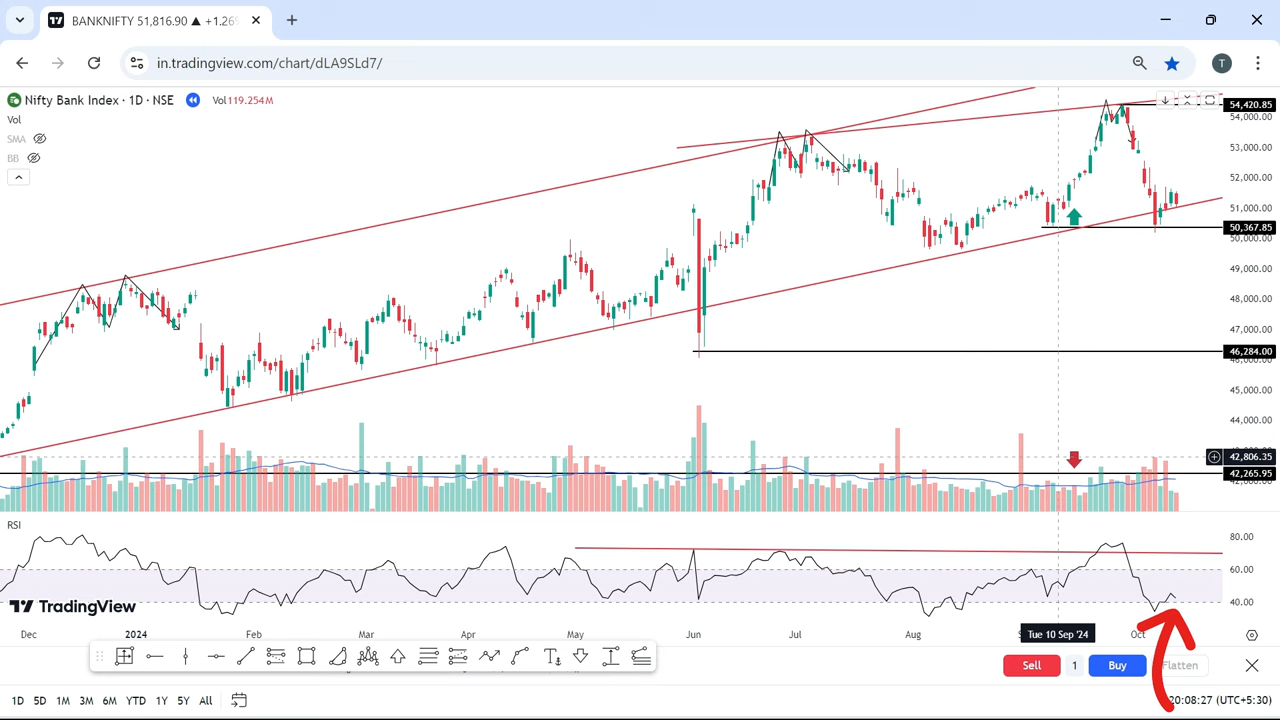 BANKNIFTY 51,816.90 ▲ +1.26
in.tradingview.com/chart/dLA9SLd7/
T
Nifty Bank Index · 1D · NSE Vol119.254M
Vol
SMA
BB
54,420.85
54,000.00
53,000.00
52,000.00
51,000.00
50,367.85
50,000.00
49,000.00
48,000.00
47,000.00
46,284.00
45,000.00
44,000.00
42,806.35
42,265.95
RSI
80.00
60.00
40.00
TradingView
Dec 2024 Feb Mar Apr May Jun Jul Aug Tue 10 Sep '24 Oct
Sell 1 Buy Flatten
1D 5D 1M 3M 6M YTD 1Y 5Y All
20:08:27 (UTC+5:30)